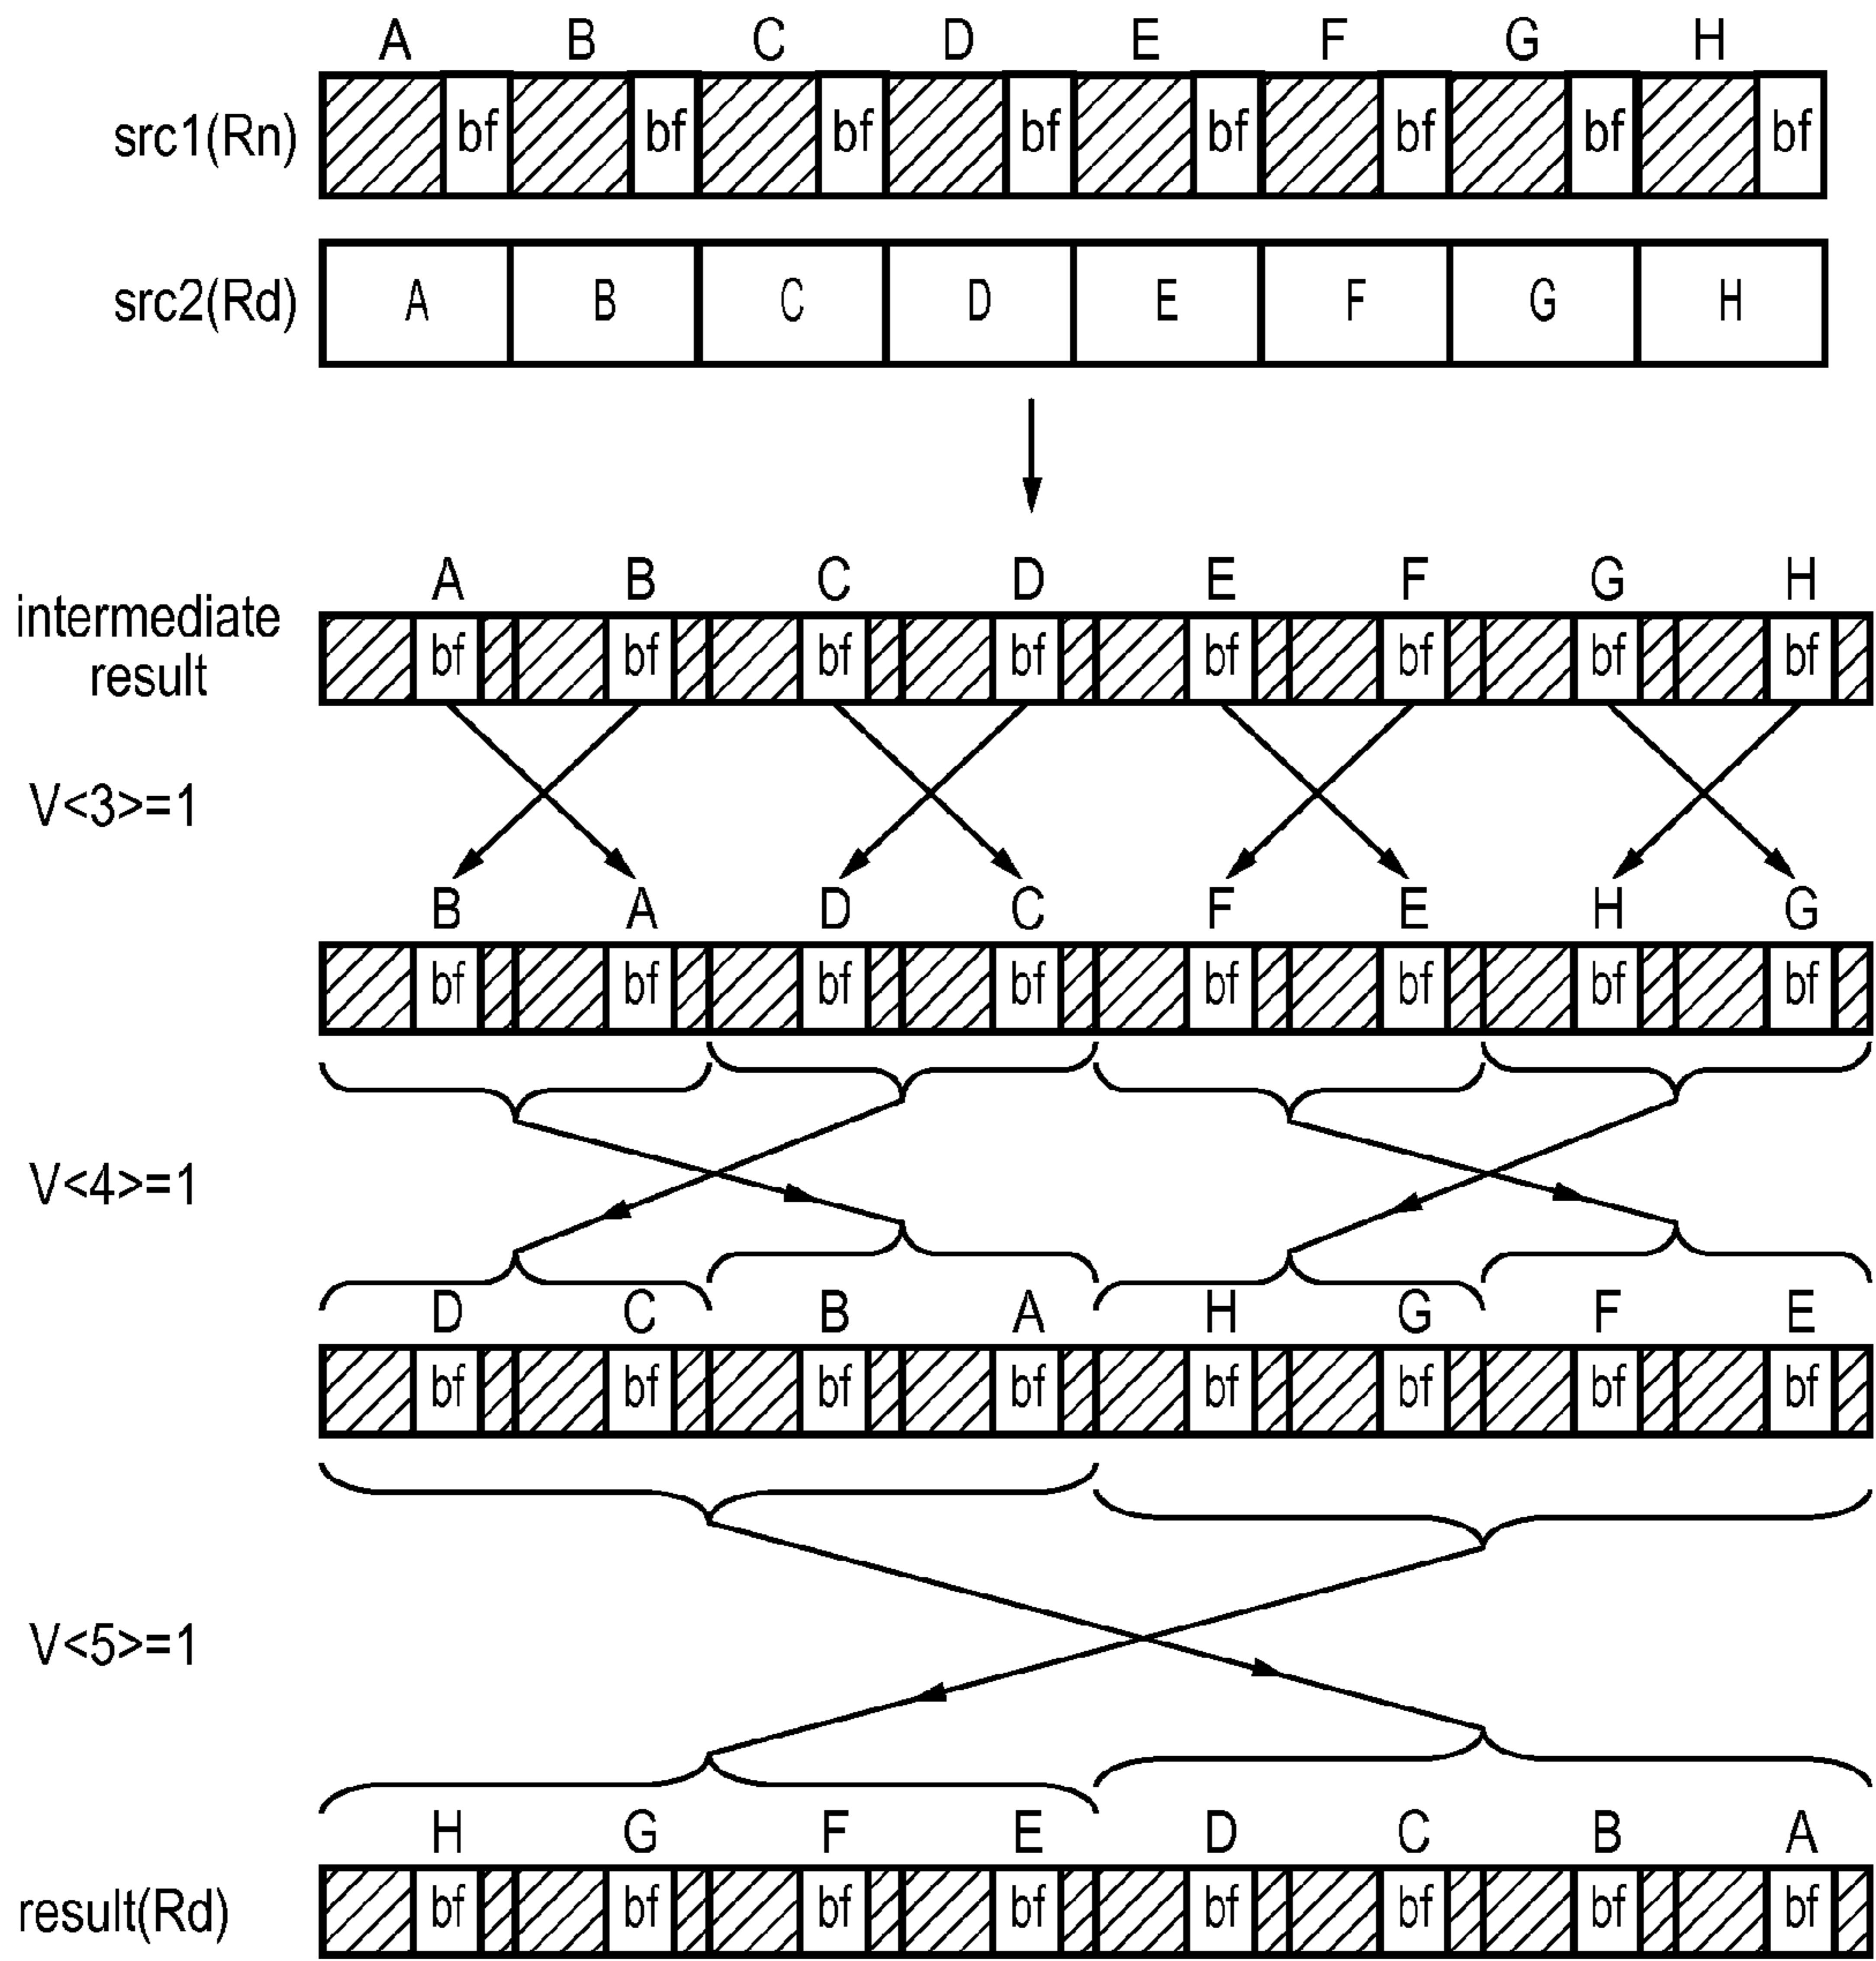 A B C D E F G H
src1(Rn) bf bf bf bf bf bf bf bf
src2(Rd) A B C D E F G H
A B C D E F G H
intermediate
result
bf bf bf bf bf bf bf bf
V<3>=1
B A D C F E H G
bf bf bf bf bf bf bf bf
V<4>=1
D C B A H G F E
bf bf bf bf bf bf bf bf
V<5>=1
H G F E D C B A
result(Rd) bf bf bf bf bf bf bf bf